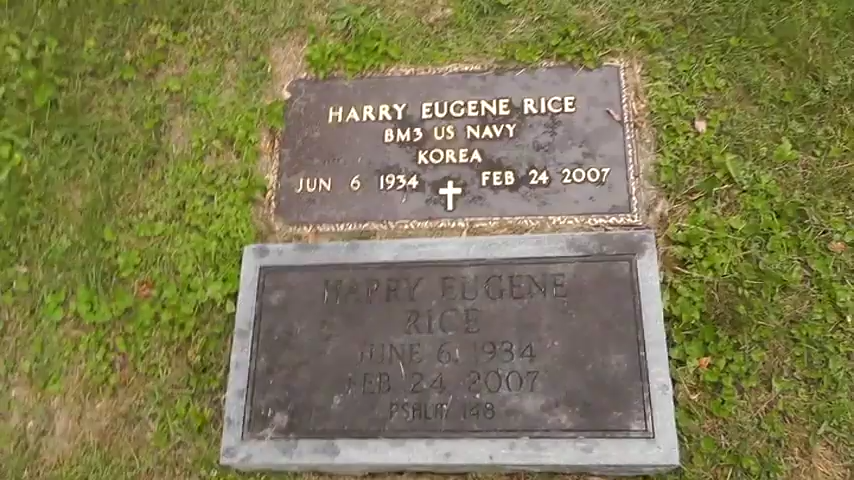 HARRY EUGENE RICE
BM3 US NAVY
KOREA
JUN 6 1934 FEB 24 2007
HARRY EUGENE
RICE
JUNE 6, 1934
FEB 24 2007
PSALM 148